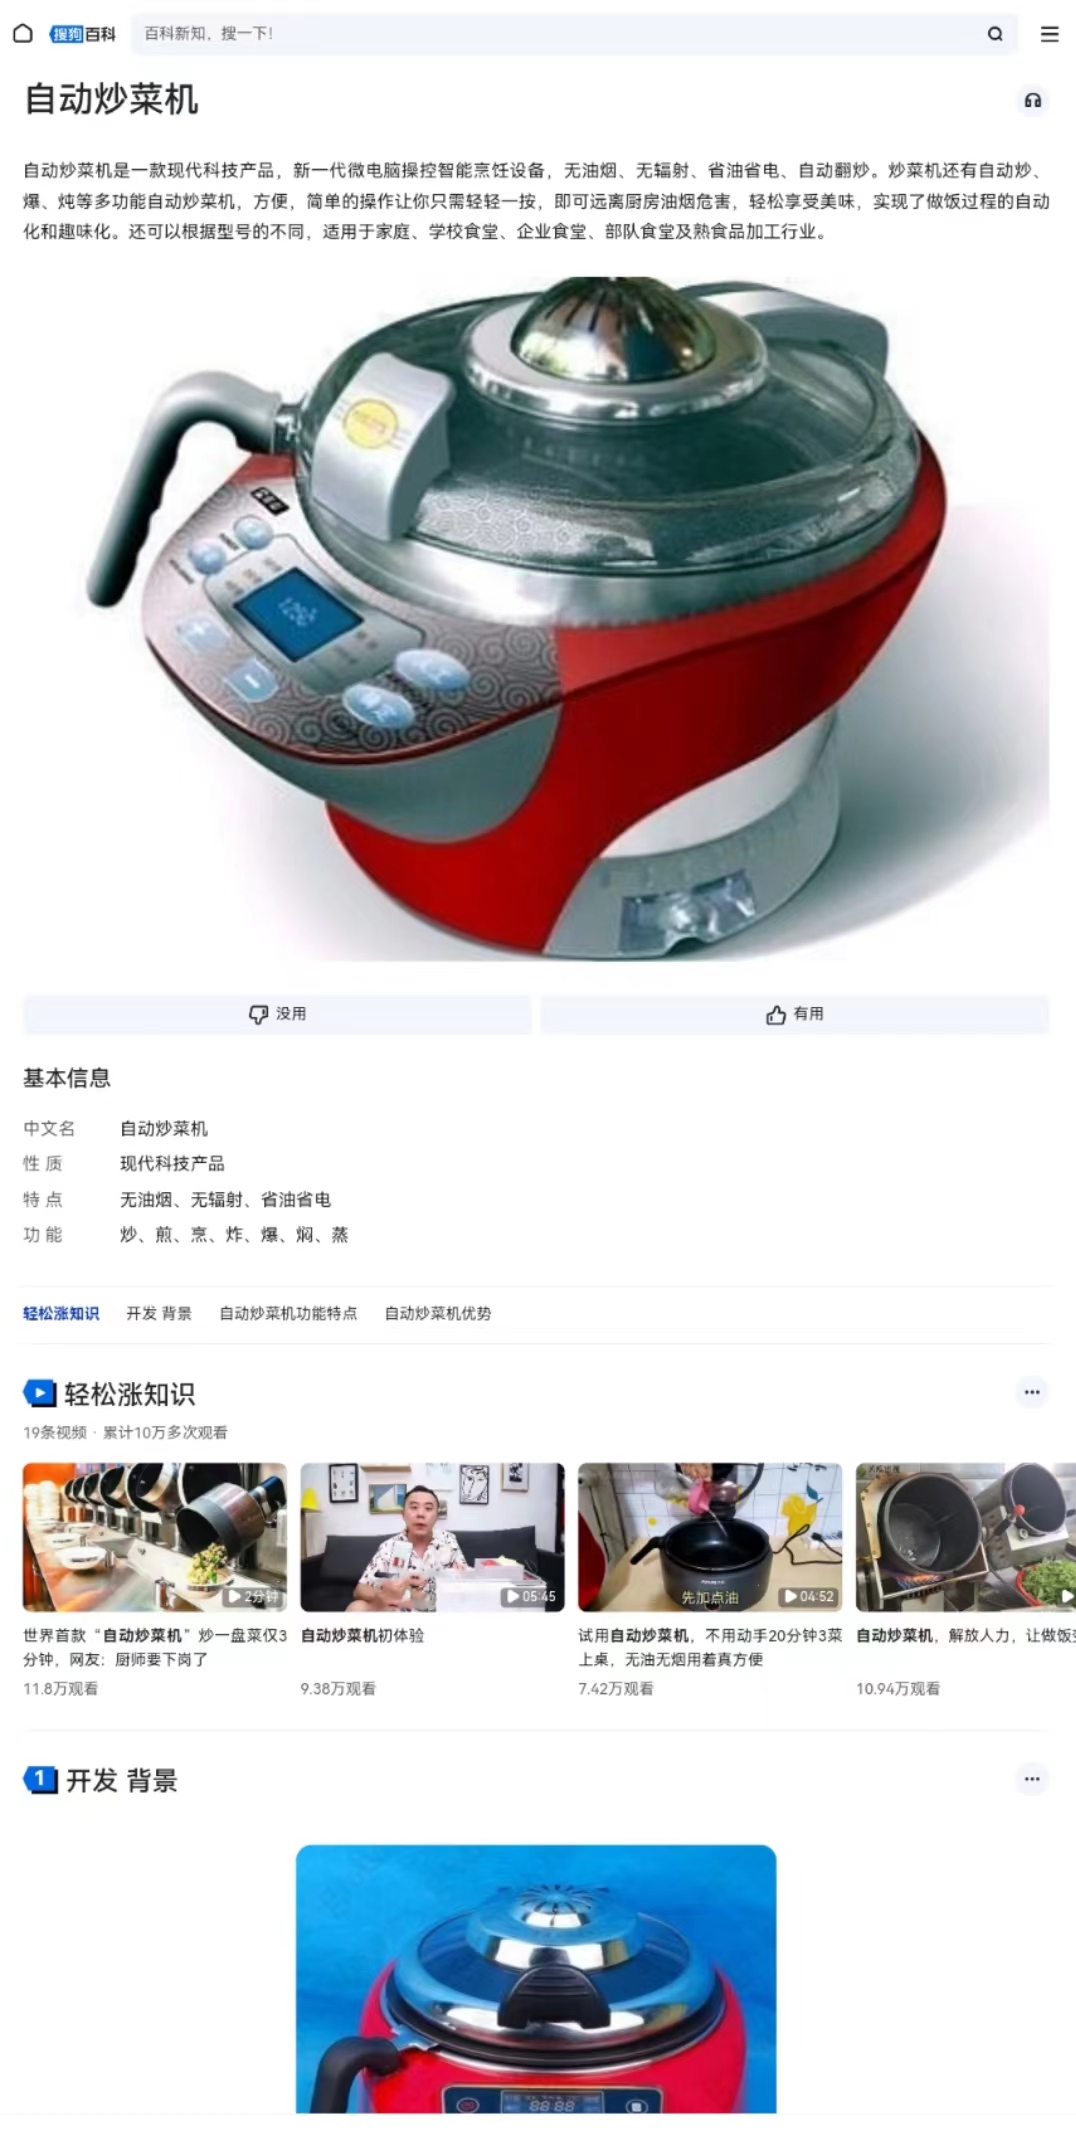 搜狗百科
百科新知，搜一下！
自动炒菜机
自动炒菜机是一款现代科技产品，新一代微电脑操控智能烹饪设备，无油烟、无辐射、省油省电、自动翻炒。炒菜机还有自动炒、
爆、炖等多功能自动炒菜机，方便，简单的操作让你只需轻轻一按，即可远离厨房油烟危害，轻松享受美味，实现了做饭过程的自动
化和趣味化。还可以根据型号的不同，适用于家庭、学校食堂、企业食堂、部队食堂及熟食品加工行业。
没用
有用
基本信息
中文名 自动炒菜机
性 质 现代科技产品
特 点 无油烟、无辐射、省油省电
功 能 炒、煎、烹、炸、爆、焖、蒸
轻松涨知识 开发 背景 自动炒菜机功能特点 自动炒菜机优势
轻松涨知识
19条视频 · 累计10万多次观看
2分钟
05:45
先加点油
04:52
世界首款“自动炒菜机”炒一盘菜仅3
分钟，网友：厨师要下岗了
11.8万观看
自动炒菜机初体验
9.38万观看
试用自动炒菜机，不用动手20分钟3菜
上桌，无油无烟用着真方便
7.42万观看
自动炒菜机，解放人力，让做饭
10.94万观看
1 开发 背景
88:88